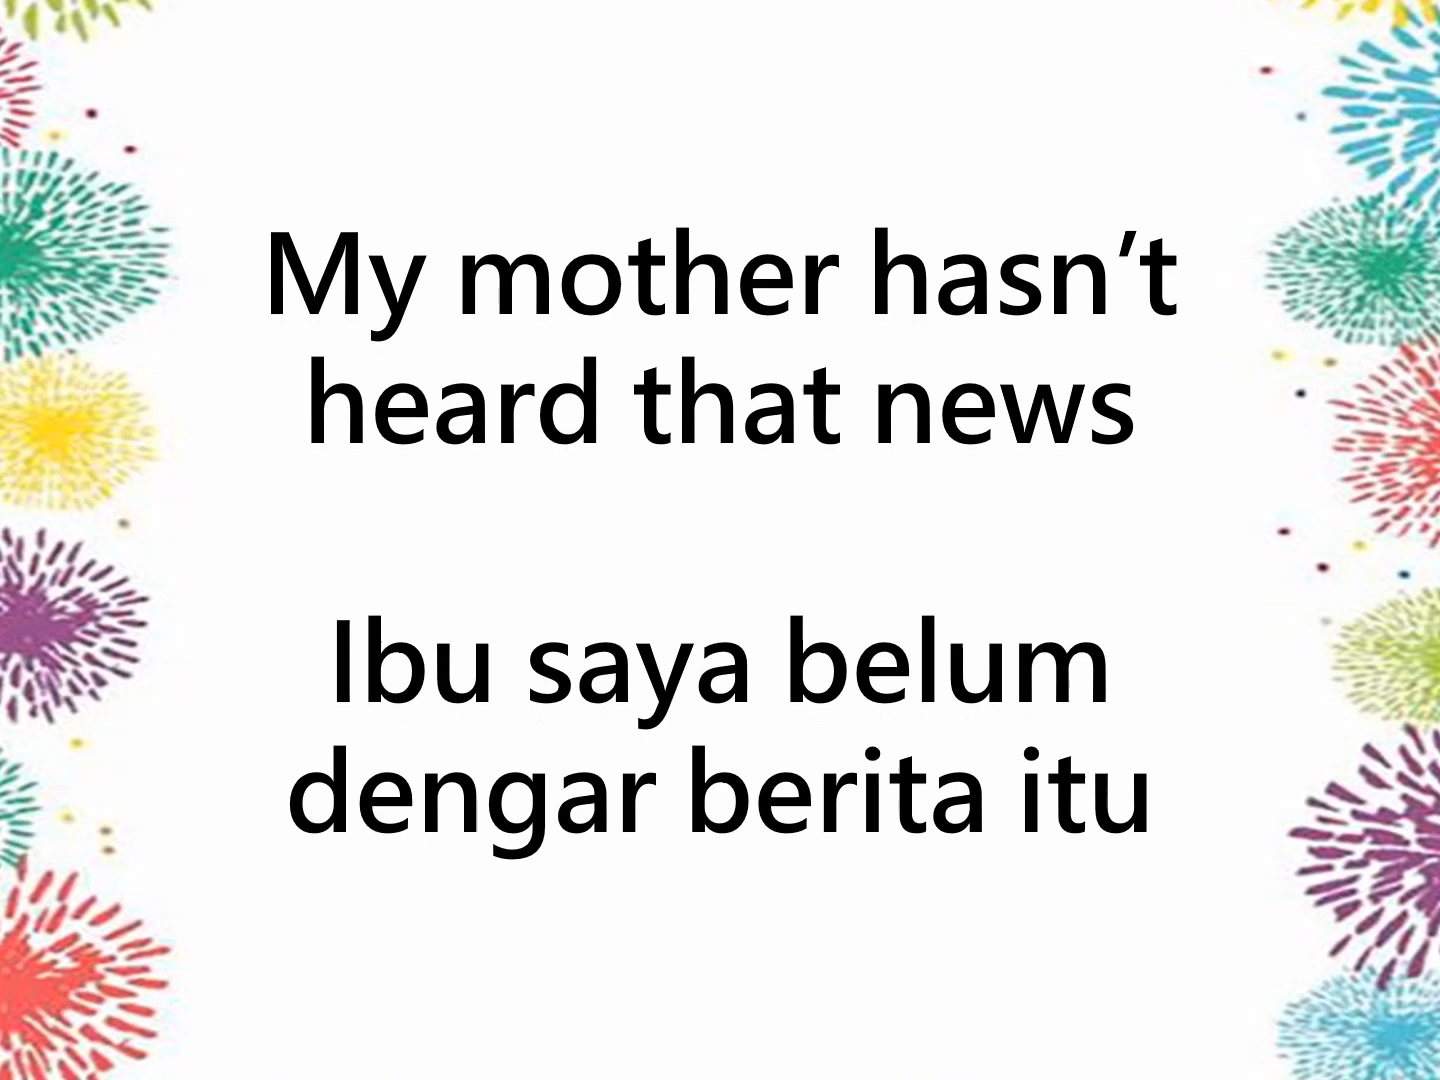 My mother hasn’t
heard that news
Ibu saya belum
dengar berita itu